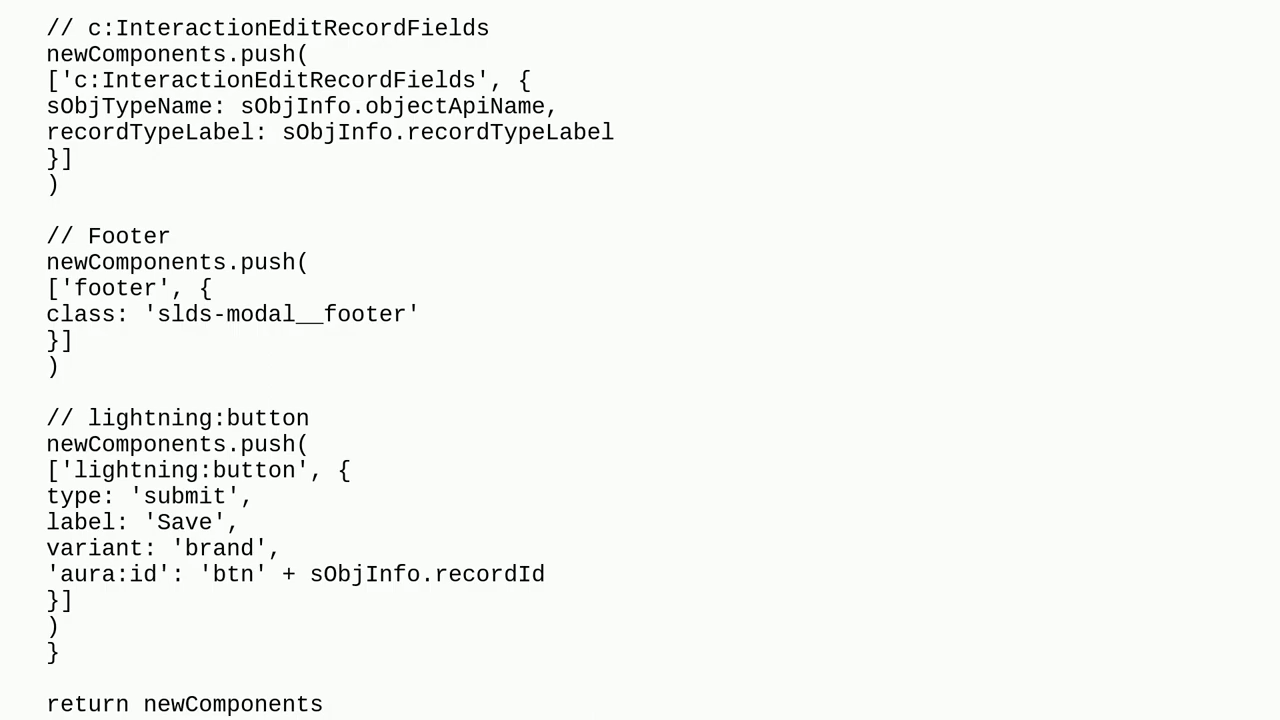 // c:InteractionEditRecordFields
newComponents.push(
['c:InteractionEditRecordFields', {
sObjTypeName: sObjInfo.objectApiName,
recordTypeLabel: sObjInfo.recordTypeLabel
}]
)
// Footer
newComponents.push(
['footer', {
class: 'slds-modal__footer'
}]
)
// lightning:button
newComponents.push(
['lightning:button', {
type: 'submit',
label: 'Save',
variant: 'brand',
'aura:id': 'btn' + sObjInfo.recordId
}]
)
}
return newComponents